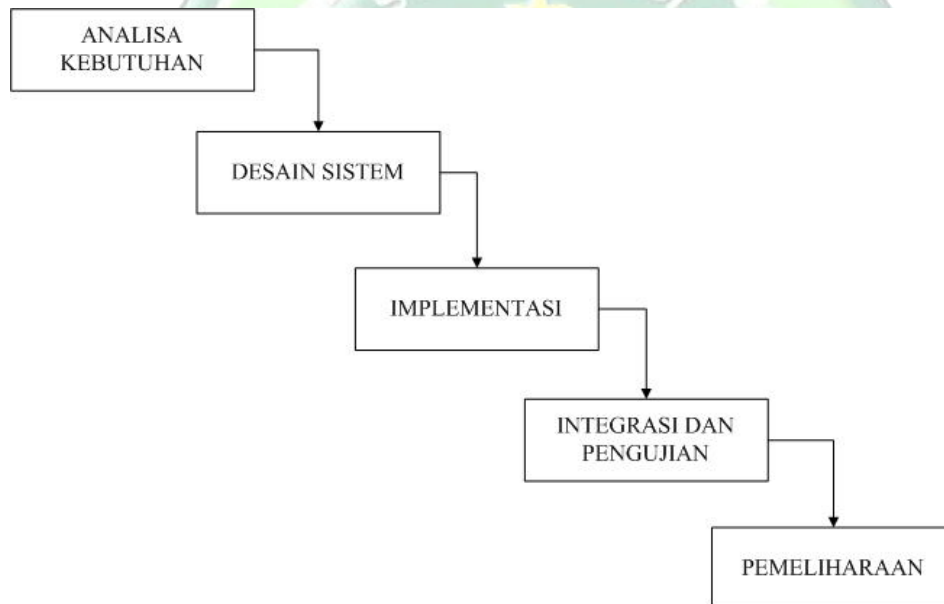 ANALISA
KEBUTUHAN
DESAIN SISTEM
IMPLEMENTASI
INTEGRASI DAN
PENGUJIAN
PEMELIHARAAN